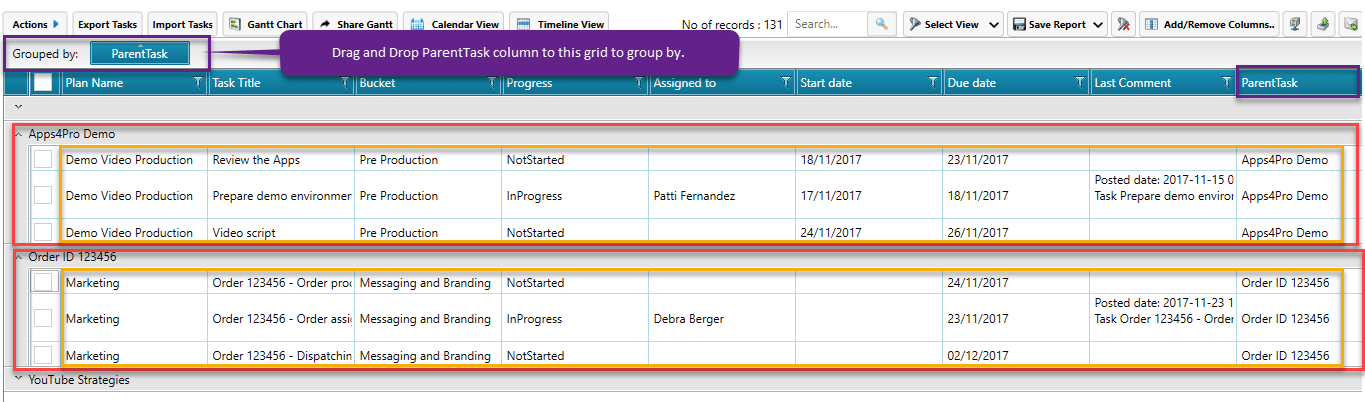 Actions Export Tasks Import Tasks Gantt Chart Share Gantt Calendar View Timeline View No of records : 131 Search... Select View Save Report Add/Remove Columns..
Grouped by: ParentTask Drag and Drop ParentTask column to this grid to group by.
Plan Name Task Title Bucket Progress Assigned to Start date Due date Last Comment ParentTask
Apps4Pro Demo
Demo Video Production Review the Apps Pre Production NotStarted 18/11/2017 23/11/2017 Apps4Pro Demo
Posted date: 2017-11-15 0
Demo Video Production Prepare demo environmer Pre Production InProgress Patti Fernandez 17/11/2017 18/11/2017 Task Prepare demo enviror Apps4Pro Demo
Demo Video Production Video script Pre Production NotStarted 24/11/2017 26/11/2017 Apps4Pro Demo
Order ID 123456
Marketing Order 123456 - Order proc Messaging and Branding NotStarted 24/11/2017 Order ID 123456
Posted date: 2017-11-23 1
Marketing Order 123456 - Order assig Messaging and Branding InProgress Debra Berger 23/11/2017 Task Order 123456 - Order Order ID 123456
Marketing Order 123456 - Dispatchin Messaging and Branding NotStarted 02/12/2017 Order ID 123456
YouTube Strategies